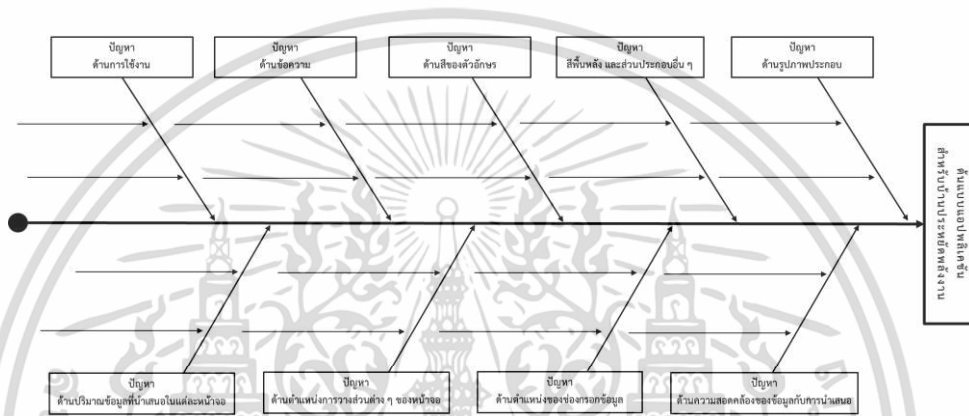 ปัญหา
ด้านการใช้งาน
ปัญหา
ด้านข้อความ
ปัญหา
ด้านสีของตัวอักษร
ปัญหา
สีพื้นหลัง และส่วนประกอบอื่น ๆ
ปัญหา
ด้านรูปภาพประกอบ
ต้นแบบแอปพลิเคชัน
สำหรับบ้านประหยัดพลังงาน
ปัญหา
ด้านปริมาณข้อมูลที่นำเสนอในแต่ละหน้าจอ
ปัญหา
ด้านตำแหน่งการวางส่วนต่าง ๆ ของหน้าจอ
ปัญหา
ด้านตำแหน่งของช่องกรอกข้อมูล
ปัญหา
ด้านความสอดคล้องของข้อมูลกับการนำเสนอ